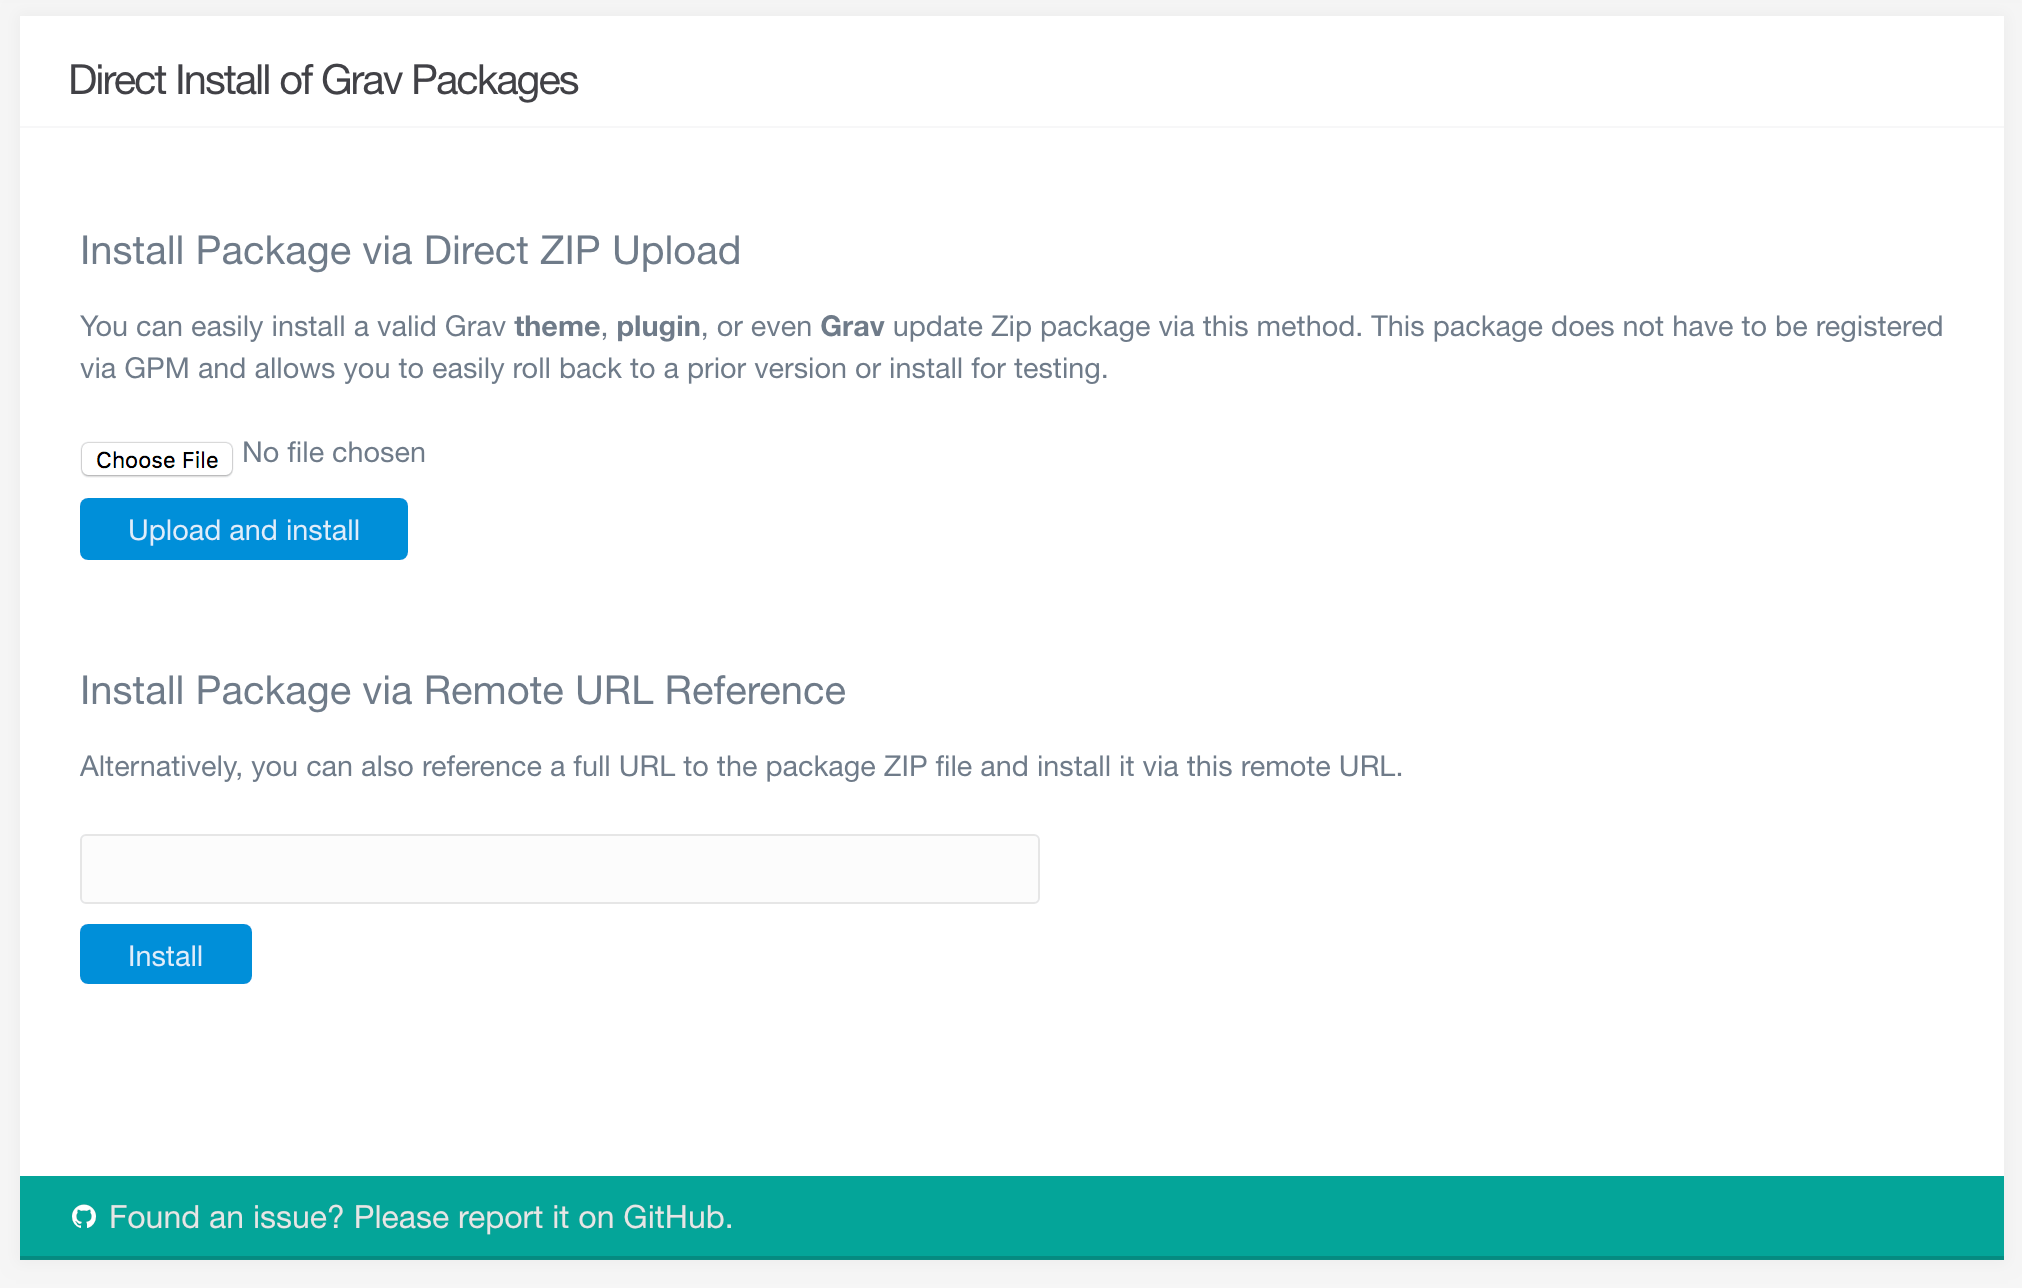 Direct Install of Grav Packages
Install Package via Direct ZIP Upload
You can easily install a valid Grav theme, plugin, or even Grav update Zip package via this method. This package does not have to be registered
via GPM and allows you to easily roll back to a prior version or install for testing.
Choose File No file chosen
Upload and install
Install Package via Remote URL Reference
Alternatively, you can also reference a full URL to the package ZIP file and install it via this remote URL.
Install
Found an issue? Please report it on GitHub.